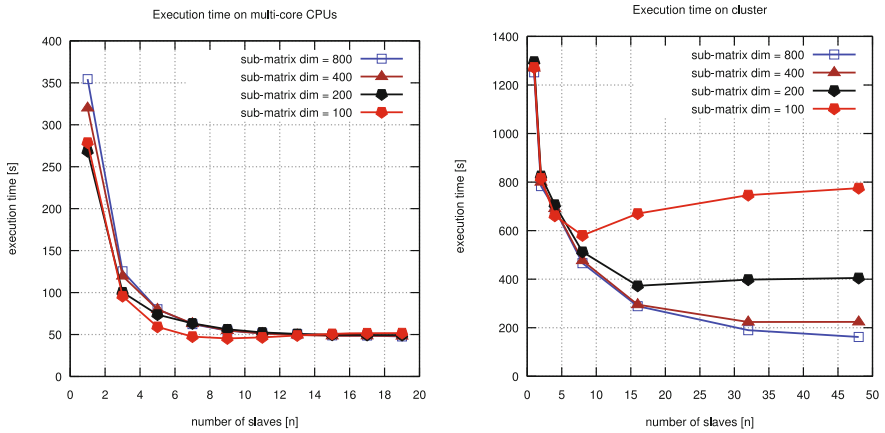 Execution time on multi-core CPUs
execution time [s]
400
350
300
250
200
150
100
50
0
sub-matrix dim = 800
sub-matrix dim = 400
sub-matrix dim = 200
sub-matrix dim = 100
0 2 4 6 8 10 12 14 16 18 20
number of slaves [n]
Execution time on cluster
execution time [s]
1400
1200
1000
800
600
400
200
0
sub-matrix dim = 800
sub-matrix dim = 400
sub-matrix dim = 200
sub-matrix dim = 100
0 5 10 15 20 25 30 35 40 45 50
number of slaves [n]